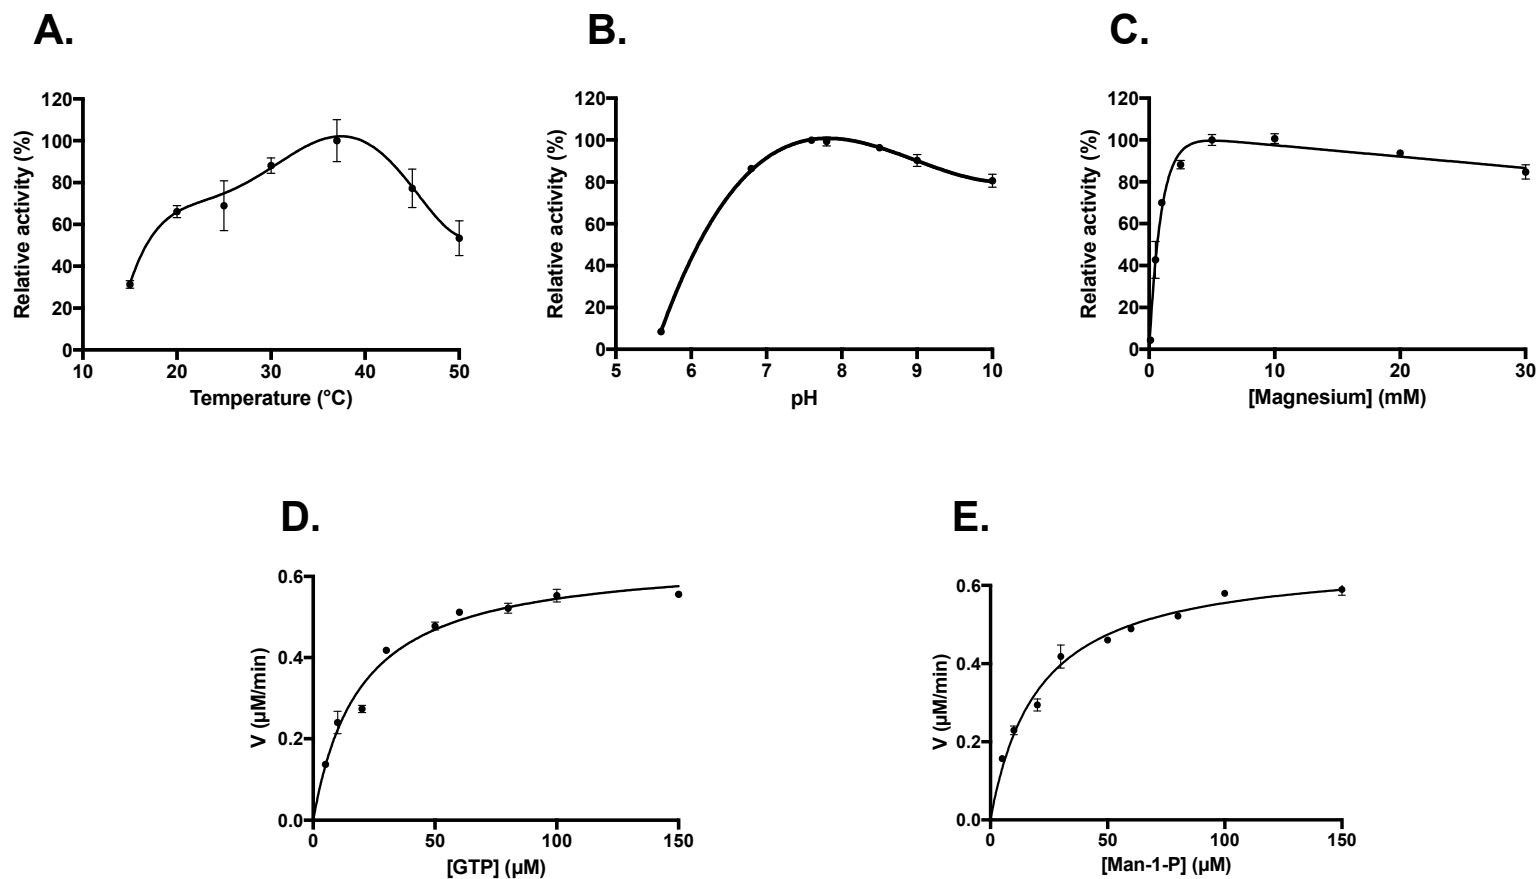 A.
B.
C.
Relative activity (%)
120
100
80
60
40
20
0
10 20 30 40 50
Temperature (°C)
Relative activity (%)
120
100
80
60
40
20
0
5 6 7 8 9 10
pH
Relative activity (%)
120
100
80
60
40
20
0
0 10 20 30
[Magnesium] (mM)
D.
E.
V (µM/min)
0.6
0.4
0.2
0.0
0 50 100 150
[GTP] (µM)
V (µM/min)
0.6
0.4
0.2
0.0
0 50 100 150
[Man-1-P] (µM)